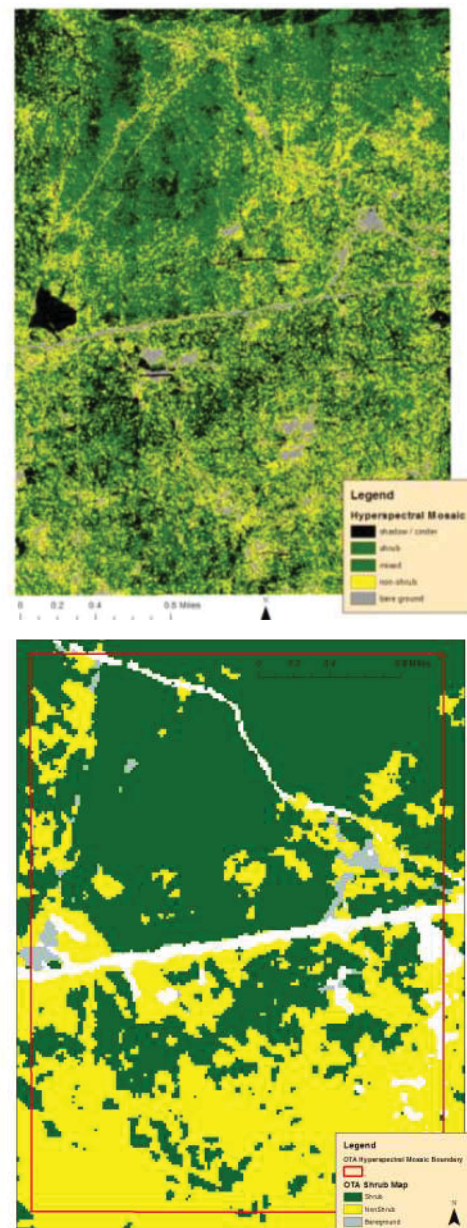 Legend
Hyperspectral Mosaic
shadow / cinder
shrub
mixed
non-shrub
bare ground
0 0.2 0.4 0.8 Miles
N
0 0.2 0.4 0.8 Miles
Legend
OTA Hyperspectral Mosaic Boundary
OTA Shrub Map
Shrub
NonShrub
Bareground
N